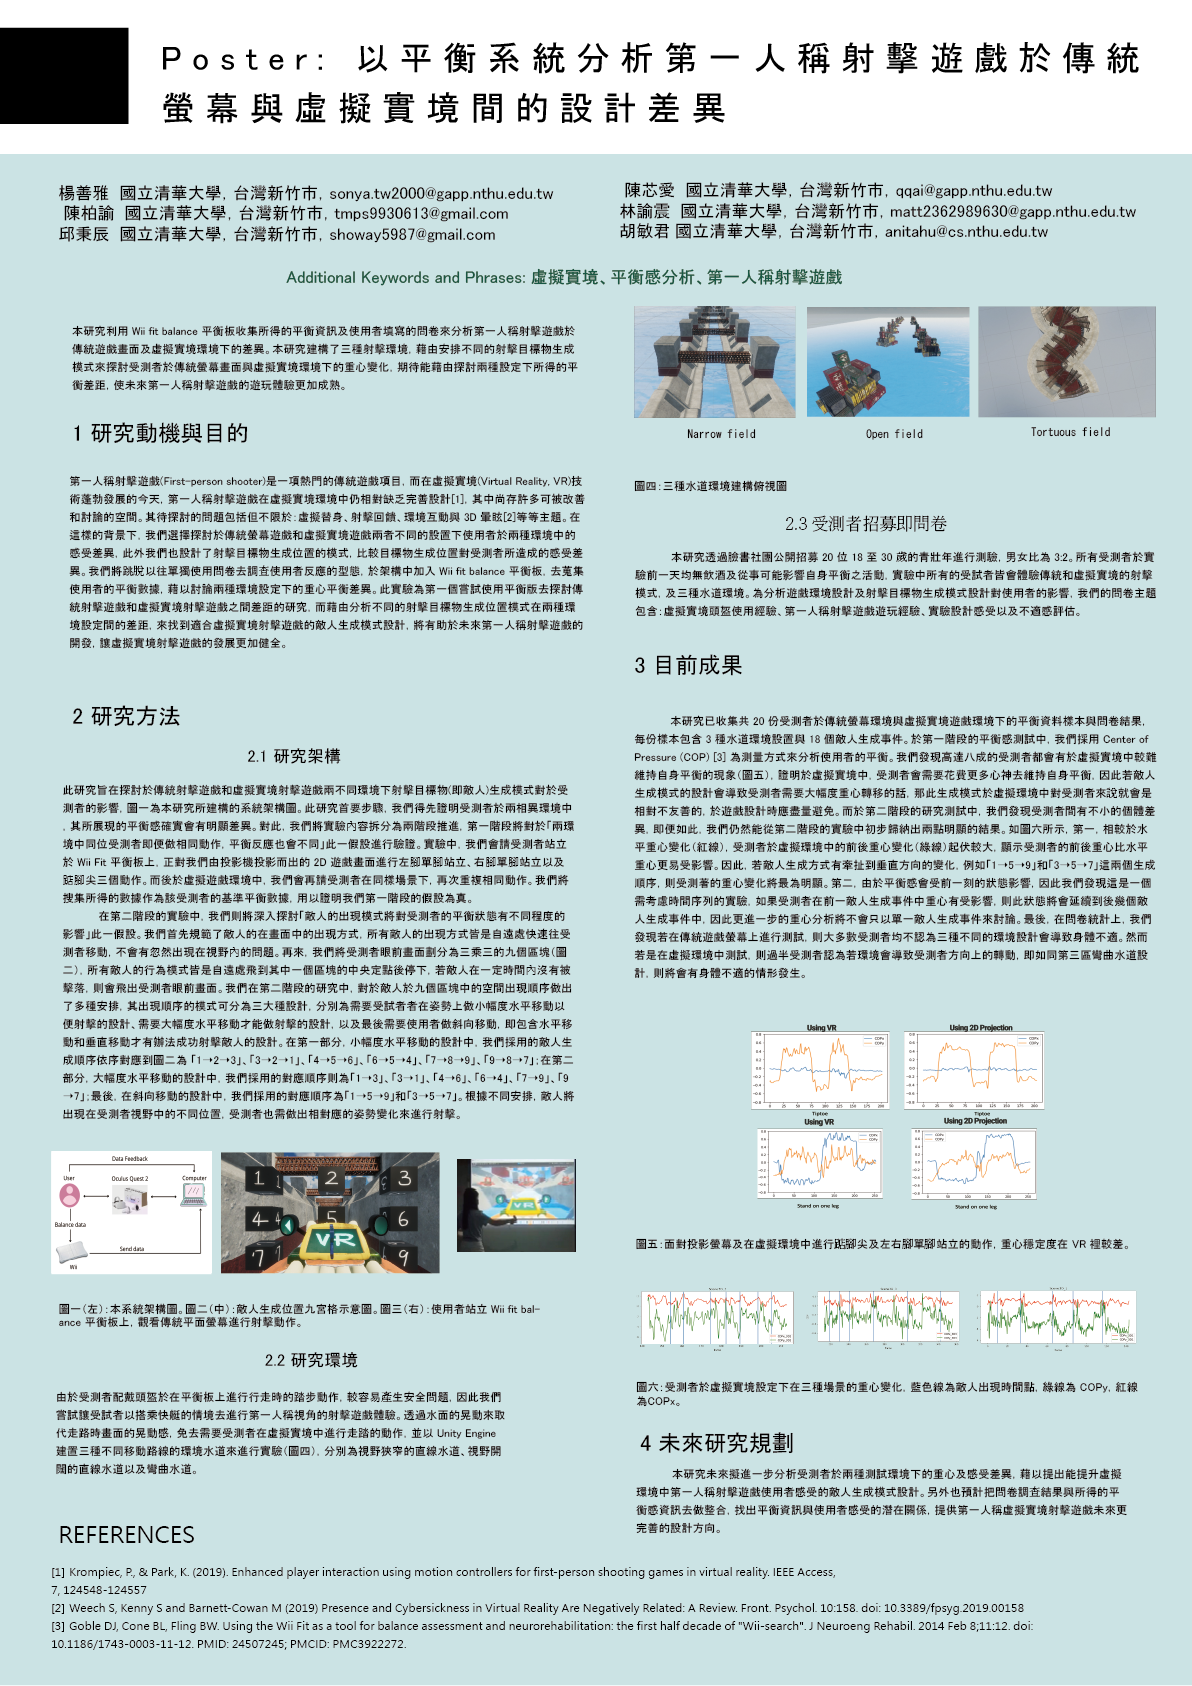 Poster: 以平衡系統分析第一人稱射擊遊戲於傳統
螢幕與虛擬實境間的設計差異
楊善雅 國立清華大學, 台灣新竹市, sonya.tw2000@gapp.nthu.edu.tw
陳柏諭 國立清華大學, 台灣新竹市, tmps9930613@gmail.com
邱秉辰 國立清華大學, 台灣新竹市, showay5987@gmail.com
陳芯愛 國立清華大學, 台灣新竹市, qqai@gapp.nthu.edu.tw
林諭震 國立清華大學, 台灣新竹市, matt2362989630@gapp.nthu.edu.tw
胡敏君 國立清華大學, 台灣新竹市, anitahu@cs.nthu.edu.tw
Additional Keywords and Phrases: 虛擬實境、平衡感分析、第一人稱射擊遊戲
本研究利用 Wii fit balance 平衡板收集所得的平衡資訊及使用者填寫的問卷來分析第一人稱射擊遊戲於
傳統遊戲畫面及虛擬實境環境下的差異。本研究建構了三種射擊環境, 藉由安排不同的射擊目標物生成
模式來探討受測者於傳統螢幕畫面與虛擬實境環境下的重心變化, 期待能藉由探討兩種設定下所得的平
衡差距, 使未來第一人稱射擊遊戲的遊玩體驗更加成熟。
1 研究動機與目的
第一人稱射擊遊戲(First-person shooter)是一項熱門的傳統遊戲項目, 而在虛擬實境(Virtual Reality, VR)技
術蓬勃發展的今天, 第一人稱射擊遊戲在虛擬實境環境中仍相對缺乏完善設計[1], 其中尚存許多可被改善
和討論的空間。其待探討的問題包括但不限於: 虛擬替身、射擊回饋、環境互動與 3D 暈眩[2]等等主題。在
這樣的背景下, 我們選擇探討於傳統螢幕遊戲和虛擬實境遊戲兩者不同的設置下使用者於兩種環境中的
感受差異, 此外我們也設計了射擊目標物生成位置的模式, 比較目標物生成位置對受測者所造成的感受差
異。我們將跳脫以往單獨使用問卷去調查使用者反應的型態, 於架構中加入 Wii fit balance 平衡板, 去蒐集
使用者的平衡數據, 藉以討論兩種環境設定下的重心平衡差異。此實驗為第一個嘗試使用平衡版去探討傳
統射擊遊戲和虛擬實境射擊遊戲之間差距的研究, 而藉由分析不同的射擊目標物生成位置模式在兩種環
境設定間的差距, 來找到適合虛擬實境射擊遊戲的敵人生成模式設計, 將有助於未來第一人稱射擊遊戲的
開發, 讓虛擬實境射擊遊戲的發展更加健全。
2 研究方法
2.1 研究架構
此研究旨在探討於傳統射擊遊戲和虛擬實境射擊遊戲兩不同環境下射擊目標物(即敵人)生成模式對於受
測者的影響, 圖一為本研究所建構的系統架構圖。此研究首要步驟, 我們得先證明受測者於兩相異環境中
, 其所展現的平衡感確實會有明顯差異。對此, 我們將實驗內容拆分為兩階段推進, 第一階段將對於「兩環
境中同位受測者即便做相同動作, 平衡反應也會不同」此一假設進行驗證。實驗中, 我們會請受測者站立
於 Wii Fit 平衡板上, 正對我們由投影機投影而出的 2D 遊戲畫面進行左腳單腳站立、右腳單腳站立以及
踮腳尖三個動作。而後於虛擬遊戲環境中, 我們會再請受測者在同樣場景下, 再次重複相同動作。我們將
搜集所得的數據作為該受測者的基準平衡數據, 用以證明我們第一階段的假設為真。
在第二階段的實驗中, 我們則將深入探討「敵人的出現模式將對受測者的平衡狀態有不同程度的
影響」此一假設。我們首先規範了敵人的在畫面中的出現方式, 所有敵人的出現方式皆是自遠處快速往受
測者移動, 不會有忽然出現在視野內的問題。再來, 我們將受測者眼前畫面劃分為三乘三的九個區塊(圖
二), 所有敵人的行為模式皆是自遠處飛到其中一個區塊的中央定點後停下, 若敵人在一定時間內沒有被
擊落, 則會飛出受測者眼前畫面。我們在第二階段的研究中, 對於敵人於九個區塊中的空間出現順序做出
了多種安排, 其出現順序的模式可分為三大種設計, 分別為需要受試者者在姿勢上做小幅度水平移動以
便射擊的設計、需要大幅度水平移動才能做射擊的設計, 以及最後需要使用者做斜向移動, 即包含水平移
動和垂直移動才有辦法成功射擊敵人的設計。在第一部分, 小幅度水平移動的設計中, 我們採用的敵人生
成順序依序對應到圖二為 「1→2→3」、「3→2→1」、「4→5→6」、「6→5→4」、「7→8→9」、「9→8→7」; 在第二
部分, 大幅度水平移動的設計中, 我們採用的對應順序則為「1→3」、「3→1」、「4→6」、「6→4」、「7→9」、「9
→7」; 最後, 在斜向移動的設計中, 我們採用的對應順序為「1→5→9」和「3→5→7」。根據不同安排, 敵人將
出現在受測者視野中的不同位置, 受測者也需做出相對應的姿勢變化來進行射擊。
Data Feedback
User
Oculus Quest 2
Computer
Balance data
Send data
Wii
1 2 3
4 5 6
VR
7 9
圖一(左): 本系統架構圖。圖二(中): 敵人生成位置九宮格示意圖。圖三(右): 使用者站立 Wii fit bal-
ance 平衡板上, 觀看傳統平面螢幕進行射擊動作。
2.2 研究環境
由於受測者配戴頭盔於在平衡板上進行行走時的踏步動作, 較容易產生安全問題, 因此我們
嘗試讓受試者以搭乘快艇的情境去進行第一人稱視角的射擊遊戲體驗。透過水面的晃動來取
代走路時畫面的晃動感, 免去需要受測者在虛擬實境中進行走踏的動作, 並以 Unity Engine
建置三種不同移動路線的環境水道來進行實驗(圖四), 分別為視野狹窄的直線水道、視野開
闊的直線水道以及彎曲水道。
Narrow field
Open field
Tortuous field
圖四: 三種水道環境建構俯視圖
2.3 受測者招募即問卷
本研究透過臉書社團公開招募 20 位 18 至 30 歲的青壯年進行測驗, 男女比為 3:2。所有受測者於實
驗前一天均無飲酒及從事可能影響自身平衡之活動, 實驗中所有的受試者皆會體驗傳統和虛擬實境的射擊
模式, 及三種水道環境。為分析遊戲環境設計及射擊目標物生成模式設計對使用者的影響, 我們的問卷主題
包含: 虛擬實境頭盔使用經驗、第一人稱射擊遊戲遊玩經驗、實驗設計感受以及不適感評估。
3 目前成果
本研究已收集共 20 份受測者於傳統螢幕環境與虛擬實境遊戲環境下的平衡資料樣本與問卷結果,
每份樣本包含 3 種水道環境設置與 18 個敵人生成事件。於第一階段的平衡感測試中, 我們採用 Center of
Pressure (COP) [3] 為測量方式來分析使用者的平衡。我們發現高達八成的受測者都會有於虛擬實境中較難
維持自身平衡的現象(圖五), 證明於虛擬實境中, 受測者會需要花費更多心神去維持自身平衡, 因此若敵人
生成模式的設計會導致受測者需要大幅度重心轉移的話, 那此生成模式於虛擬環境中對受測者來說就會是
相對不友善的, 於遊戲設計時應盡量避免。而於第二階段的研究測試中, 我們發現受測者間有不小的個體差
異, 即便如此, 我們仍然能從第二階段的實驗中初步歸納出兩點明顯的結果。如圖六所示, 第一, 相較於水
平重心變化(紅線), 受測者於虛擬環境中的前後重心變化(綠線)起伏較大, 顯示受測者的前後重心比水平
重心更易受影響。因此, 若敵人生成方式有牽扯到垂直方向的變化, 例如「1→5→9」和「3→5→7」這兩個生成
順序, 則受測著的重心變化將最為明顯。第二, 由於平衡感會受前一刻的狀態影響, 因此我們發現這是一個
需考慮時間序列的實驗, 如果受測者在前一敵人生成事件中重心有受影響, 則此狀態將會延續到後幾個敵
人生成事件中, 因此更進一步的重心分析將不會只以單一敵人生成事件來討論。最後, 在問卷統計上, 我們
發現若在傳統遊戲螢幕上進行測試, 則大多數受測者均不認為三種不同的環境設計會導致身體不適。然而
若是在虛擬環境中測試, 則過半受測者認為若環境會導致受測者方向上的轉動, 即如同第三區彎曲水道設
計, 則將會有身體不適的情形發生。
Using VR
Using 2D Projection
Tiptoe
Using VR
Using 2D Projection
Stand on one leg
Stand on one leg
圖五: 面對投影螢幕及在虛擬環境中進行踮腳尖及左右腳單腳站立的動作, 重心穩定度在 VR 裡較差。
圖六: 受測者於虛擬實境設定下在三種場景的重心變化, 藍色線為敵人出現時間點, 綠線為 COPy, 紅線
為COPx。
4 未來研究規劃
本研究未來擬進一步分析受測者於兩種測試環境下的重心及感受差異, 藉以提出能提升虛擬
環境中第一人稱射擊遊戲使用者感受的敵人生成模式設計。另外也預計把問卷調查結果與所得的平
衡感資訊去做整合, 找出平衡資訊與使用者感受的潛在關係, 提供第一人稱虛擬實境射擊遊戲未來更
完善的設計方向。
REFERENCES
[1] Krompiec, P., & Park, K. (2019). Enhanced player interaction using motion controllers for first-person shooting games in virtual reality. IEEE Access,
7, 124548-124557
[2] Weech S, Kenny S and Barnett-Cowan M (2019) Presence and Cybersickness in Virtual Reality Are Negatively Related: A Review. Front. Psychol. 10:158. doi: 10.3389/fpsyg.2019.00158
[3] Goble DJ, Cone BL, Fling BW. Using the Wii Fit as a tool for balance assessment and neurorehabilitation: the first half decade of "Wii-search". J Neuroeng Rehabil. 2014 Feb 8;11:12. doi:
10.1186/1743-0003-11-12. PMID: 24507245; PMCID: PMC3922272.